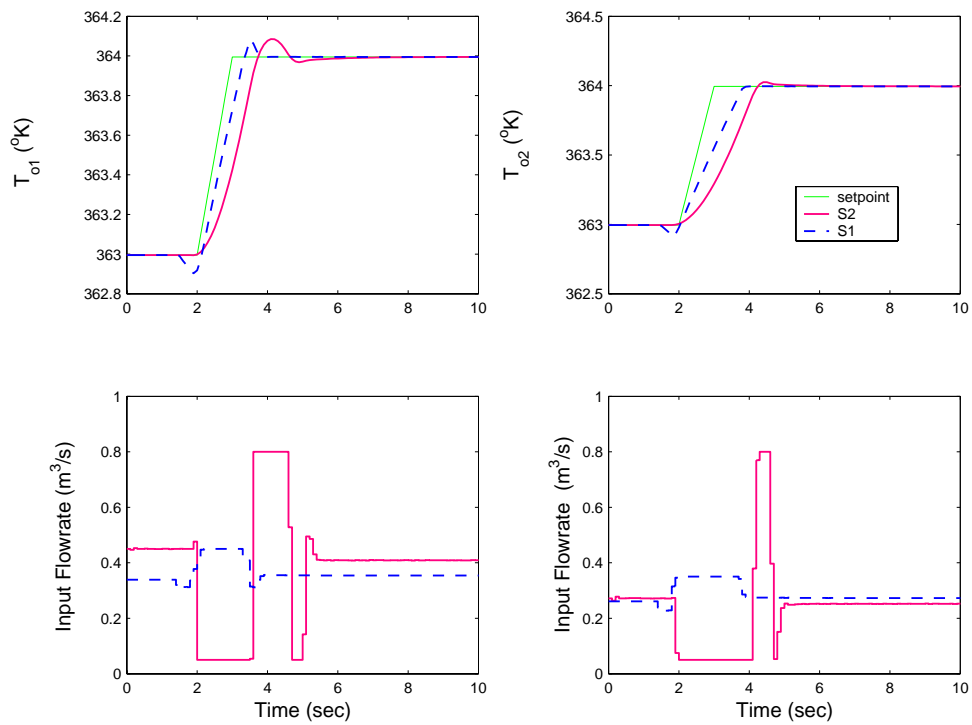 364.2
364
363.8
363.6
363.4
363.2
363
362.8
T_o1 (°K)
0 2 4 6 8 10
364.5
364
363.5
363
362.5
T_o2 (°K)
setpoint
S2
S1
0 2 4 6 8 10
1
0.8
0.6
0.4
0.2
0
Input Flowrate (m³/s)
0 2 4 6 8 10
Time (sec)
1
0.8
0.6
0.4
0.2
0
Input Flowrate (m³/s)
0 2 4 6 8 10
Time (sec)